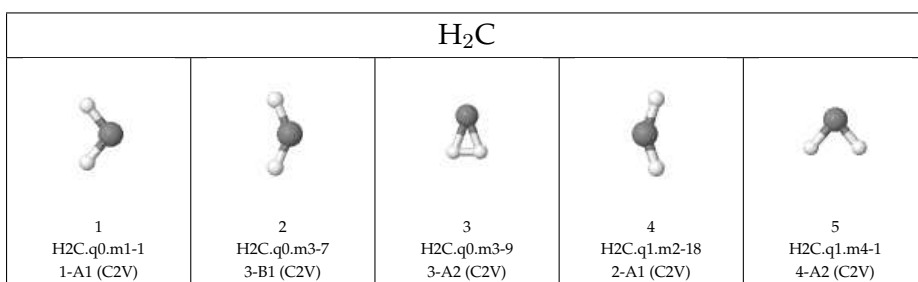 H₂C
1 2 3 4 5
H2C.q0.m1-1 H2C.q0.m3-7 H2C.q0.m3-9 H2C.q1.m2-18 H2C.q1.m4-1
1-A1 (C2V) 3-B1 (C2V) 3-A2 (C2V) 2-A1 (C2V) 4-A2 (C2V)